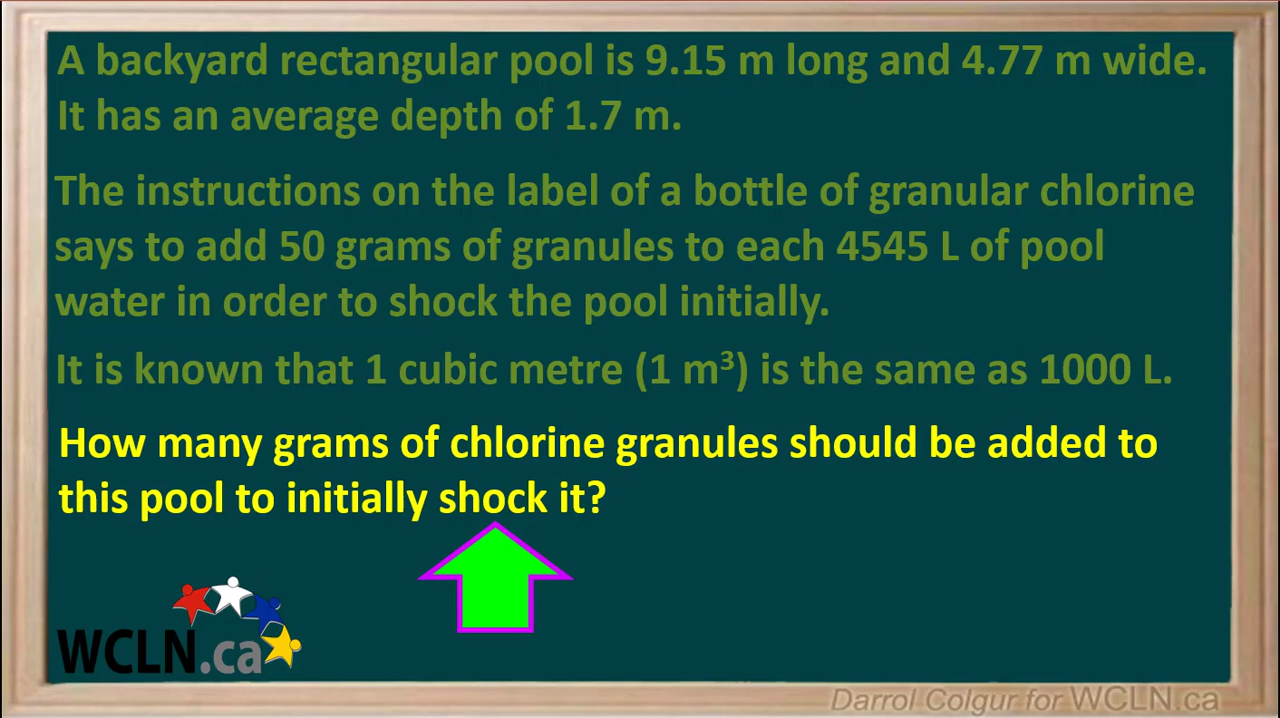 A backyard rectangular pool is 9.15 m long and 4.77 m wide.
It has an average depth of 1.7 m.
The instructions on the label of a bottle of granular chlorine
says to add 50 grams of granules to each 4545 L of pool
water in order to shock the pool initially.
It is known that 1 cubic metre (1 m³) is the same as 1000 L.
How many grams of chlorine granules should be added to
this pool to initially shock it?
WCLN.ca
Darrol Colgur for WCLN.ca